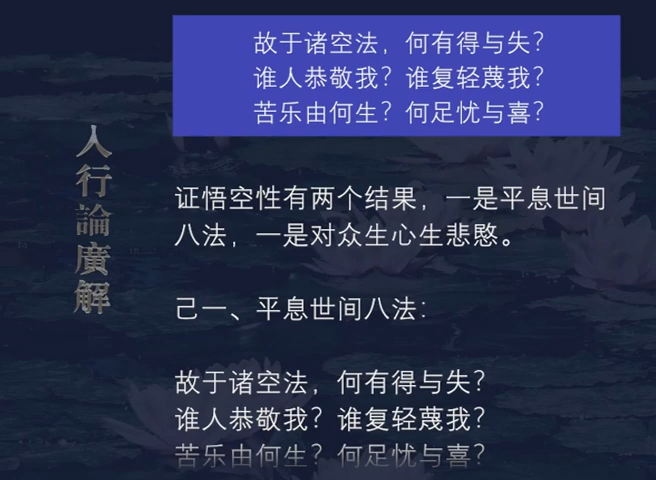 故于诸空法，何有得与失？
谁人恭敬我？谁复轻蔑我？
苦乐由何生？何足忧与喜？
入行論廣解
证悟空性有两个结果，一是平息世间
八法，一是对众生心生悲愍。
己一、平息世间八法：
故于诸空法，何有得与失？
谁人恭敬我？谁复轻蔑我？
苦乐由何生？何足忧与喜？